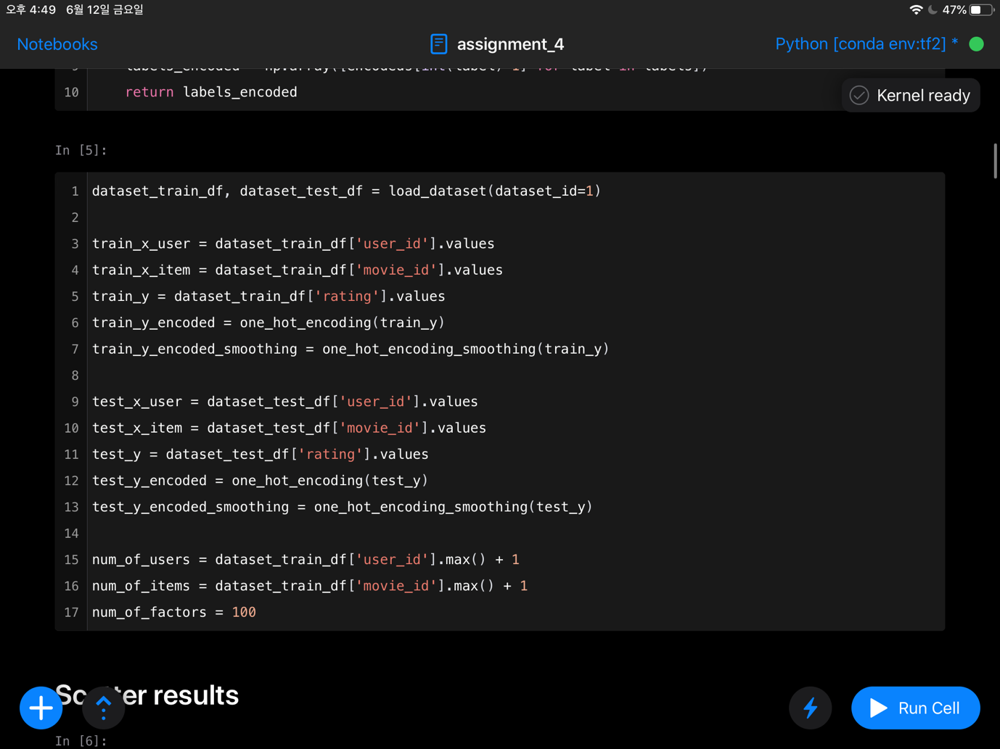 오후 4:49 6월 12일 금요일
47%
Notebooks
assignment_4
Python [conda env:tf2] *
10 return labels_encoded
Kernel ready
In [5]:
1 dataset_train_df, dataset_test_df = load_dataset(dataset_id=1)
2
3 train_x_user = dataset_train_df['user_id'].values
4 train_x_item = dataset_train_df['movie_id'].values
5 train_y = dataset_train_df['rating'].values
6 train_y_encoded = one_hot_encoding(train_y)
7 train_y_encoded_smoothing = one_hot_encoding_smoothing(train_y)
8
9 test_x_user = dataset_test_df['user_id'].values
10 test_x_item = dataset_test_df['movie_id'].values
11 test_y = dataset_test_df['rating'].values
12 test_y_encoded = one_hot_encoding(test_y)
13 test_y_encoded_smoothing = one_hot_encoding_smoothing(test_y)
14
15 num_of_users = dataset_train_df['user_id'].max() + 1
16 num_of_items = dataset_train_df['movie_id'].max() + 1
17 num_of_factors = 100
results
Run Cell
In [6]: